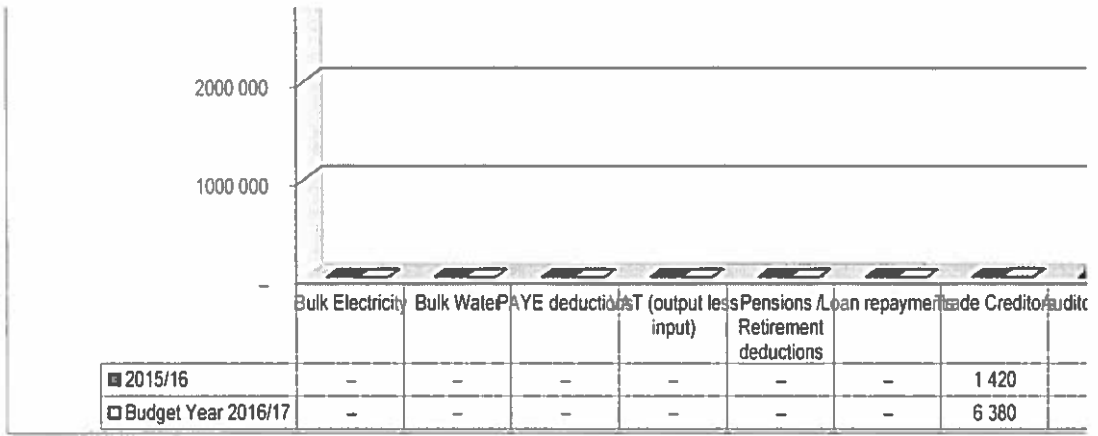 2000 000
1000 000
–
Bulk Electricity Bulk Water PAYE deductions VAT (output less input) Pensions / Retirement deductions Loan repayments Trade Creditors Audito
2015/16 – – – – – – 1 420
Budget Year 2016/17 – – – – – – 6 380